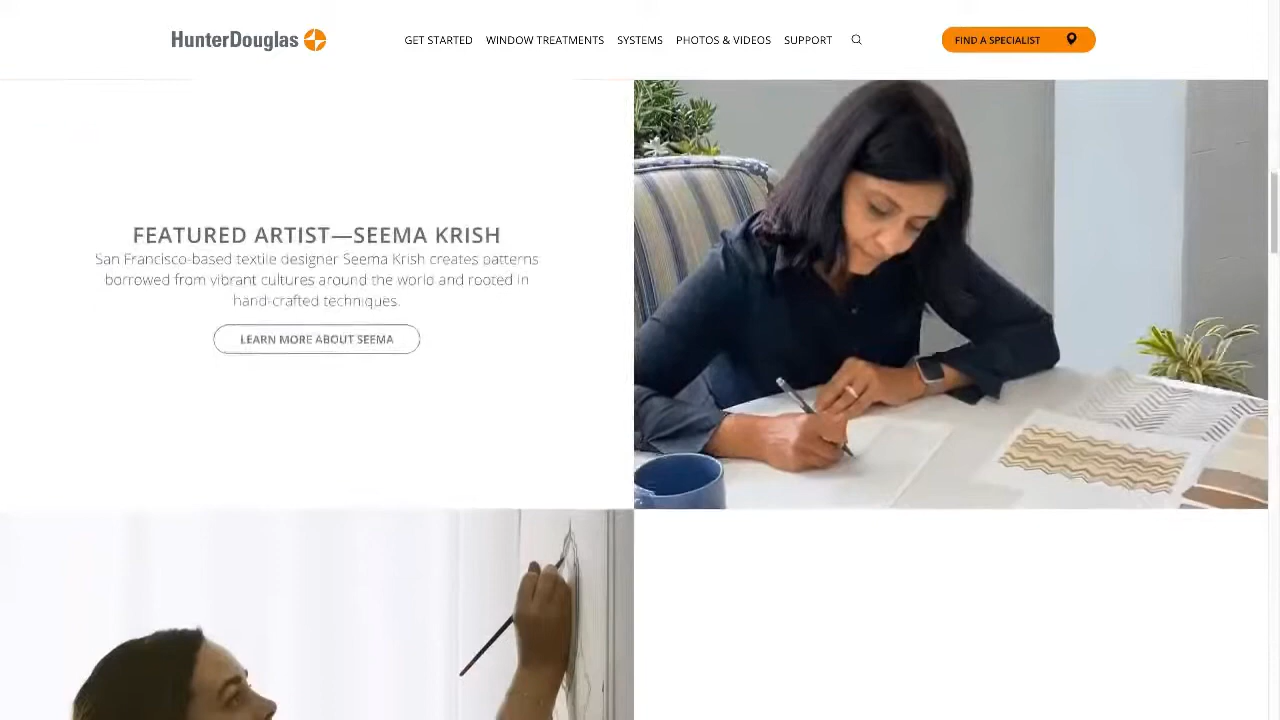 HunterDouglas
GET STARTED WINDOW TREATMENTS SYSTEMS PHOTOS & VIDEOS SUPPORT
FIND A SPECIALIST
FEATURED ARTIST—SEEMA KRISH
San Francisco-based textile designer Seema Krish creates patterns
borrowed from vibrant cultures around the world and rooted in
hand-crafted techniques.
LEARN MORE ABOUT SEEMA